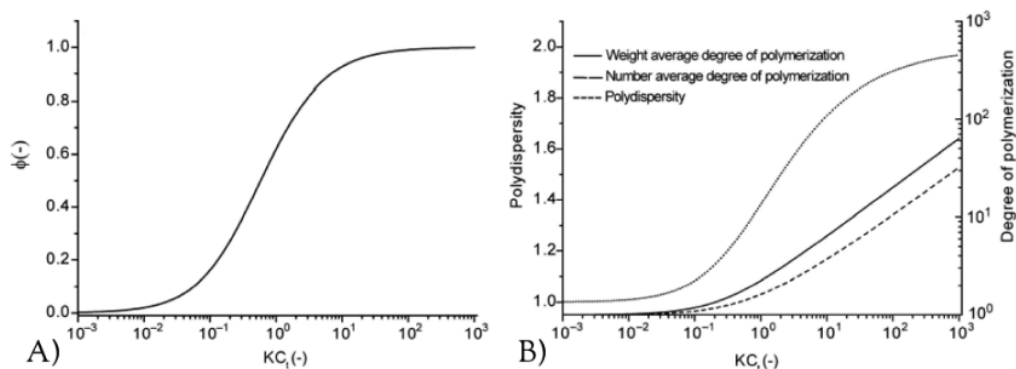 1.0
0.8
0.6
0.4
0.2
0.0
ϕ(-)
10⁻³ 10⁻² 10⁻¹ 10⁰ 10¹ 10² 10³
KCₜ(-)
A)
2.0
1.8
1.6
1.4
1.2
1.0
Polydispersity
Weight average degree of polymerization
Number average degree of polymerization
Polydispersity
10³
10²
10¹
10⁰
Degree of polymerization
10⁻³ 10⁻² 10⁻¹ 10⁰ 10¹ 10² 10³
KCₜ(-)
B)